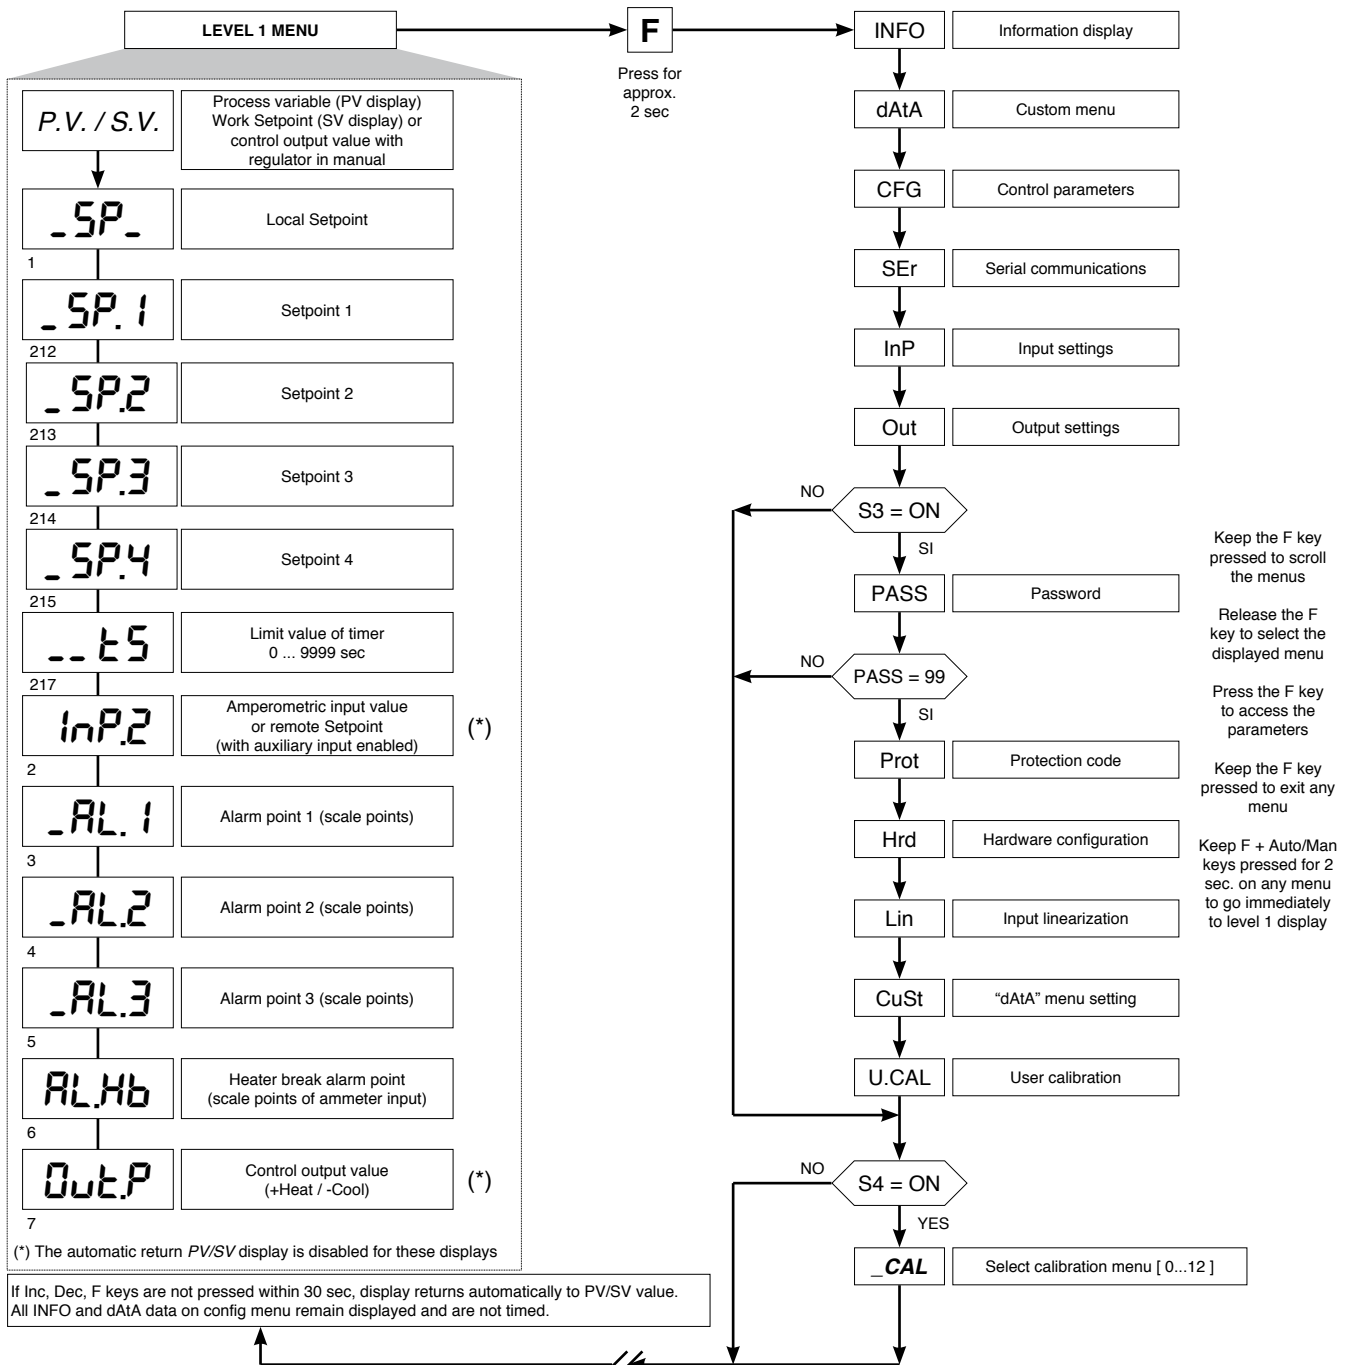 LEVEL 1 MENU
F
Press for
approx.
2 sec
P.V. / S.V.
Process variable (PV display)
Work Setpoint (SV display) or
control output value with
regulator in manual
_SP_
Local Setpoint
1
_SP.1
Setpoint 1
212
_SP.2
Setpoint 2
213
_SP.3
Setpoint 3
214
_SP.4
Setpoint 4
215
__tS
Limit value of timer
0 ... 9999 sec
217
InP.2
Amperometric input value
or remote Setpoint
(with auxiliary input enabled)
(*)
2
_AL.1
Alarm point 1 (scale points)
3
_AL.2
Alarm point 2 (scale points)
4
_AL.3
Alarm point 3 (scale points)
5
AL.Hb
Heater break alarm point
(scale points of ammeter input)
6
Out.P
Control output value
(+Heat / -Cool)
(*)
7
(*) The automatic return PV/SV display is disabled for these displays
If Inc, Dec, F keys are not pressed within 30 sec, display returns automatically to PV/SV value.
All INFO and dAtA data on config menu remain displayed and are not timed.
INFO
Information display
dAtA
Custom menu
CFG
Control parameters
SEr
Serial communications
InP
Input settings
Out
Output settings
NO
S3 = ON
SI
PASS
Password
NO
PASS = 99
SI
Prot
Protection code
Hrd
Hardware configuration
Lin
Input linearization
CuSt
“dAtA” menu setting
U.CAL
User calibration
NO
S4 = ON
YES
_CAL
Select calibration menu [ 0...12 ]
Keep the F key
pressed to scroll
the menus
Release the F
key to select the
displayed menu
Press the F key
to access the
parameters
Keep the F key
pressed to exit any
menu
Keep F + Auto/Man
keys pressed for 2
sec. on any menu
to go immediately
to level 1 display